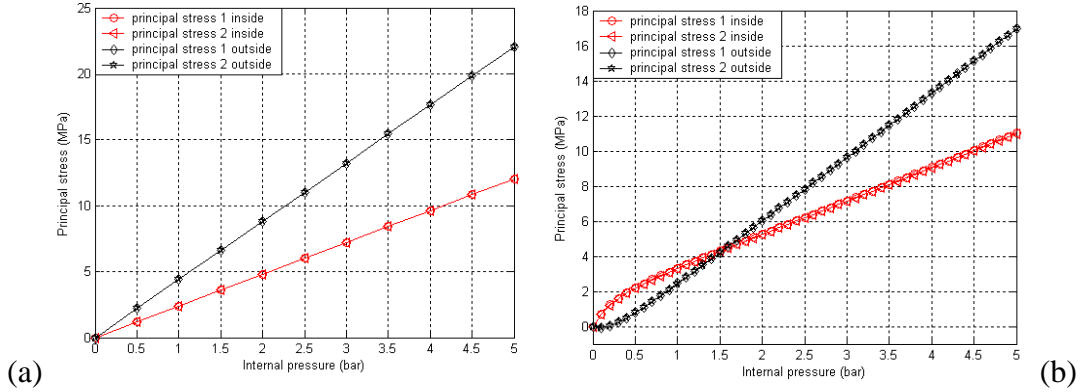 principal stress 1 inside
principal stress 2 inside
principal stress 1 outside
principal stress 2 outside
25
20
15
10
5
0
Principal stress (MPa)
0 0.5 1 1.5 2 2.5 3 3.5 4 4.5 5
Internal pressure (bar)
(a)
principal stress 1 inside
principal stress 2 inside
principal stress 1 outside
principal stress 2 outside
18
16
14
12
10
8
6
4
2
0
Principal stress (MPa)
0 0.5 1 1.5 2 2.5 3 3.5 4 4.5 5
Internal pressure (bar)
(b)